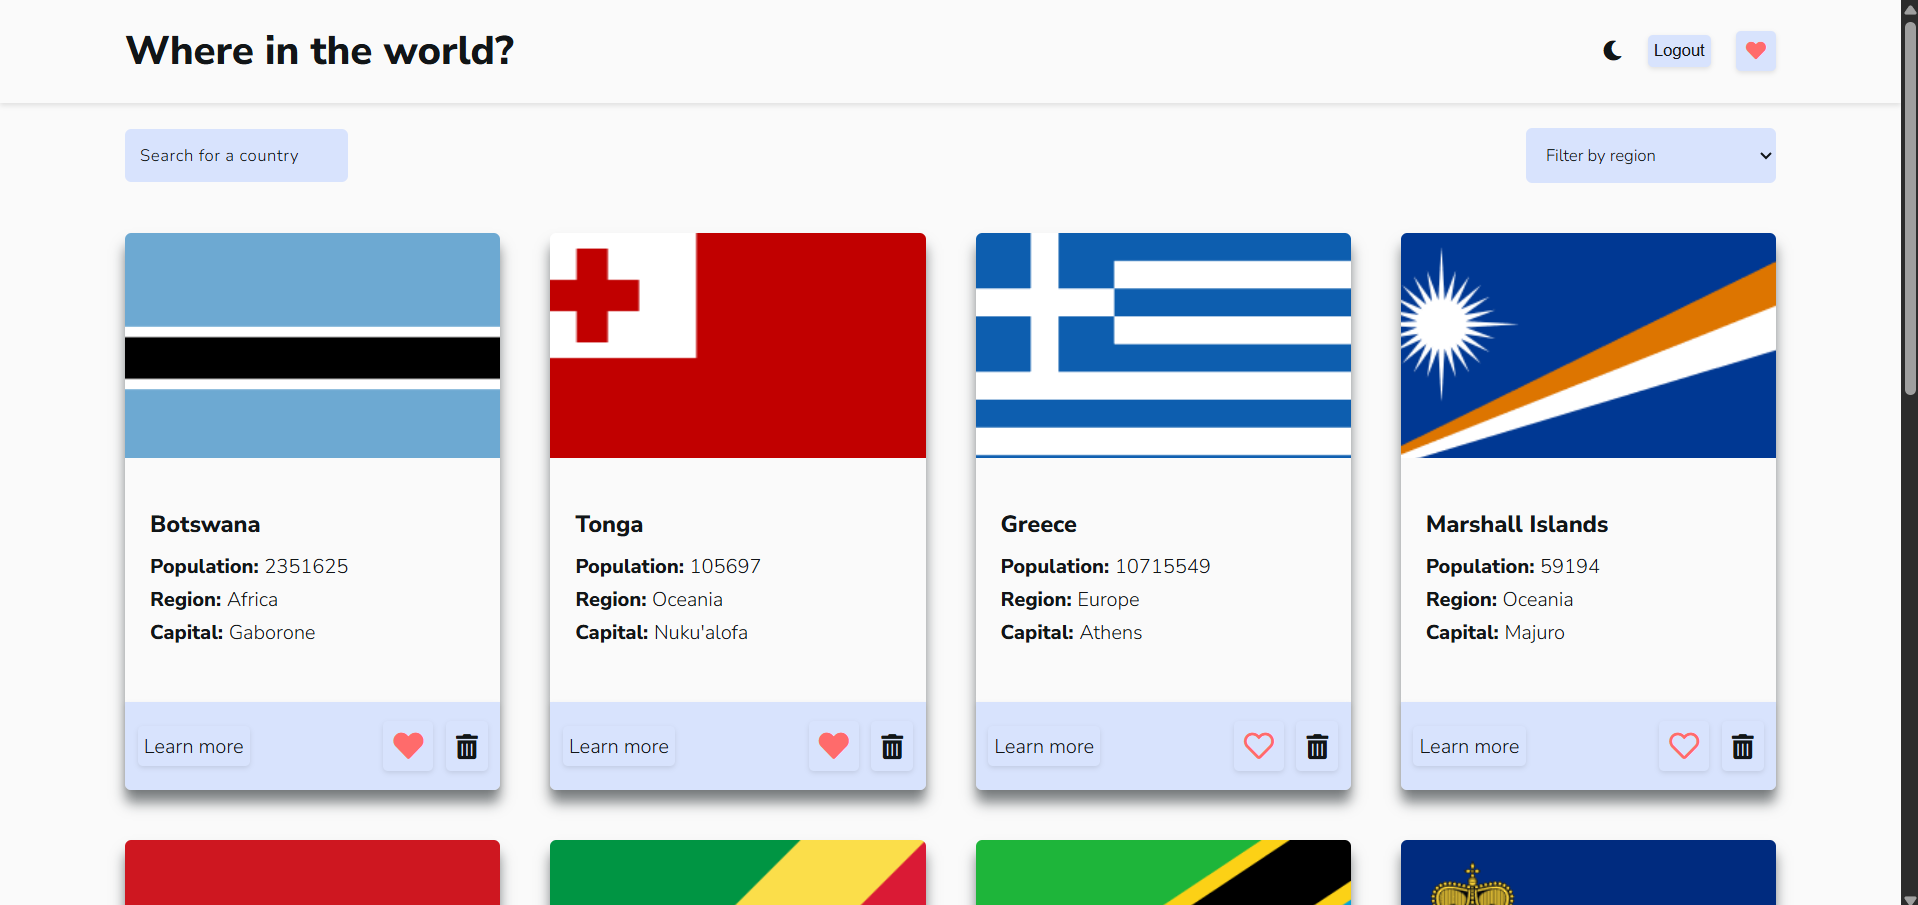 Where in the world?
Logout
Search for a country
Filter by region
Botswana
Population: 2351625
Region: Africa
Capital: Gaborone
Learn more
Tonga
Population: 105697
Region: Oceania
Capital: Nuku'alofa
Learn more
Greece
Population: 10715549
Region: Europe
Capital: Athens
Learn more
Marshall Islands
Population: 59194
Region: Oceania
Capital: Majuro
Learn more